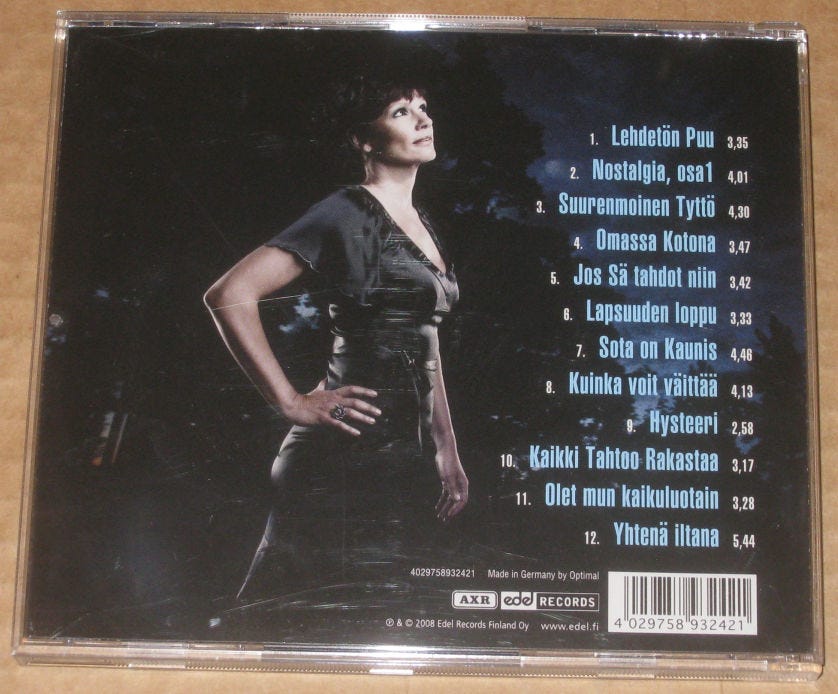 1. Lehdetön Puu 3,35
2. Nostalgia, osa1 4,01
3. Suurenmoinen Tyttö 4,30
4. Omassa Kotona 3,47
5. Jos Sä tahdot niin 3,42
6. Lapsuuden loppu 3,33
7. Sota on Kaunis 4,46
8. Kuinka voit väittää 4,13
9. Hysteeri 2,58
10. Kaikki Tahtoo Rakastaa 3,17
11. Olet mun kaikuluotain 3,28
12. Yhtenä iltana 5,44
4029758932421 Made in Germany by Optimal
AXR edel RECORDS
℗ & © 2008 Edel Records Finland Oy www.edel.fi
4 029758 932421